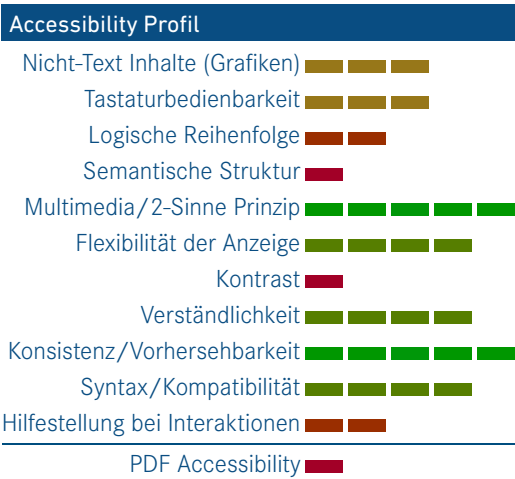 Accessibility Profil
Nicht-Text Inhalte (Grafiken)
Tastaturbedienbarkeit
Logische Reihenfolge
Semantische Struktur
Multimedia/2-Sinne Prinzip
Flexibilität der Anzeige
Kontrast
Verständlichkeit
Konsistenz/Vorhersehbarkeit
Syntax/Kompatibilität
Hilfestellung bei Interaktionen
PDF Accessibility